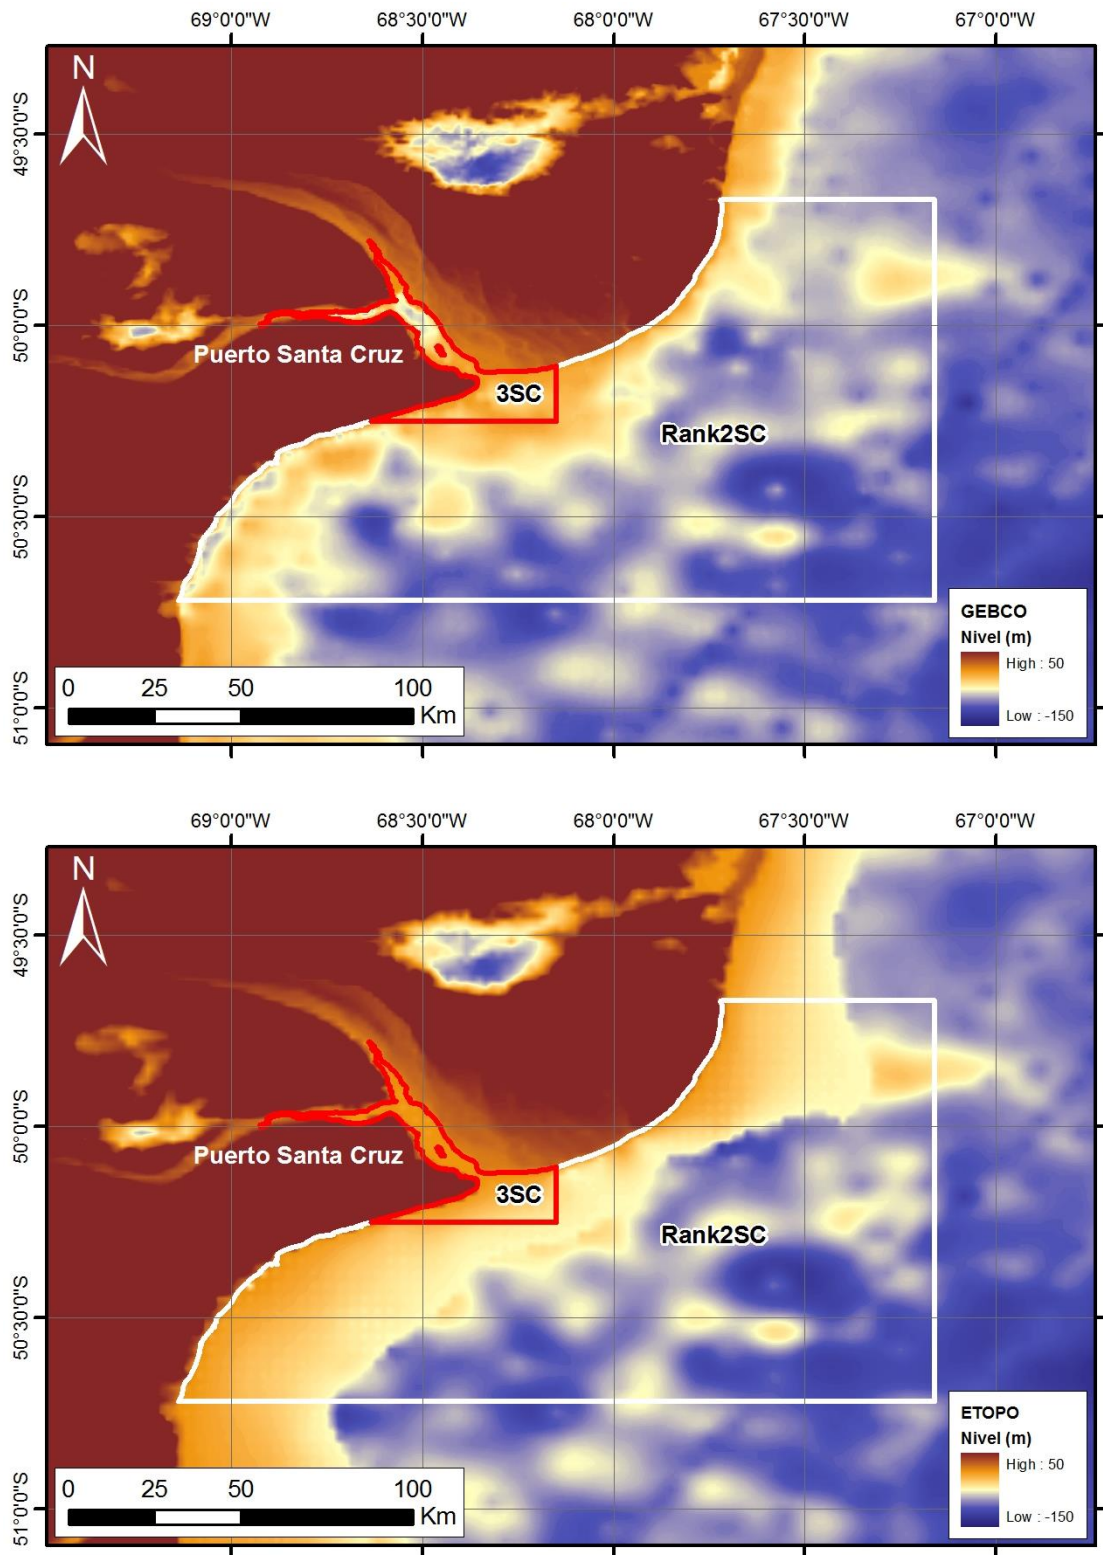 69°0'0"W 68°30'0"W 68°0'0"W 67°30'0"W 67°0'0"W
N
49°30'0"S
50°0'0"S
Puerto Santa Cruz
3SC
Rank2SC
50°30'0"S
GEBCO
Nivel (m)
High : 50
Low : -150
0 25 50 100
Km
51°0'0"S
69°0'0"W 68°30'0"W 68°0'0"W 67°30'0"W 67°0'0"W
N
49°30'0"S
50°0'0"S
Puerto Santa Cruz
3SC
Rank2SC
50°30'0"S
ETOPO
Nivel (m)
High : 50
Low : -150
0 25 50 100
Km
51°0'0"S